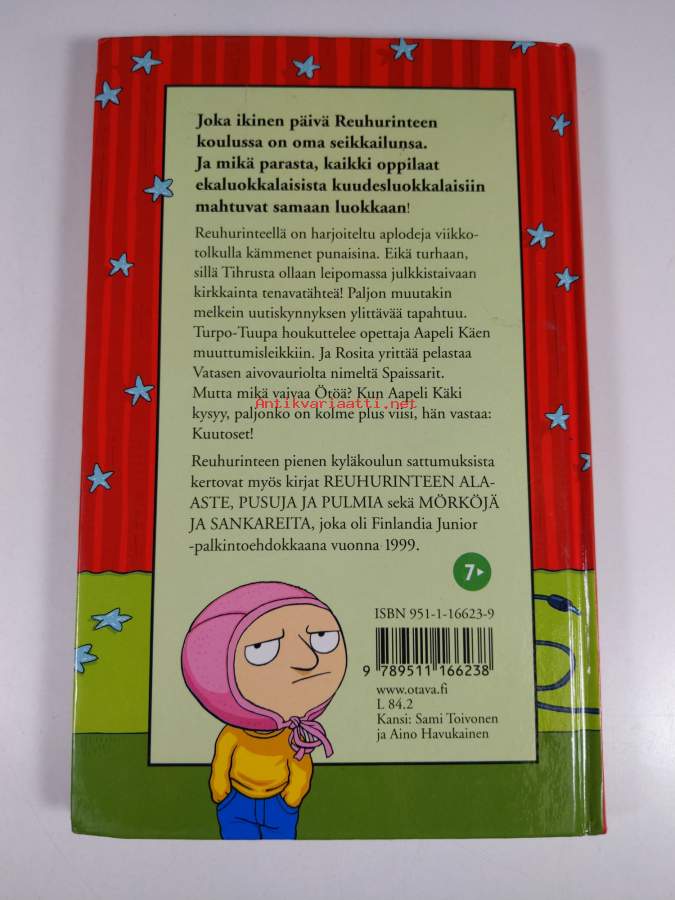 Joka ikinen päivä Reuhurinteen
koulussa on oma seikkailunsa.
Ja mikä parasta, kaikki oppilaat
ekaluokkalaisista kuudesluokkalaisiin
mahtuvat samaan luokkaan!
Reuhurinteellä on harjoiteltu aplodeja viikko-
tolkulla kämmenet punaisina. Eikä turhaan,
sillä Tihrusta ollaan leipomassa julkkistaivaan
kirkkainta tenavatähteä! Paljon muutakin
melkein uutiskynnyksen ylittävää tapahtuu.
Turpo-Tuupa houkuttelee opettaja Aapeli Käen
muuttumisleikkiin. Ja Rosita yrittää pelastaa
Vatasen aivovauriolta nimeltä Spaissarit.
Mutta mikä vaivaa Ötöä? Kun Aapeli Käki
Antikvariaatti.net
kysyy, paljonko on kolme plus viisi, hän vastaa:
Kuutoset!
Reuhurinteen pienen kyläkoulun sattumuksista
kertovat myös kirjat REUHURINTEEN ALA-
ASTE, PUSUJA JA PULMIA sekä MÖRKÖJÄ
JA SANKAREITA, joka oli Finlandia Junior
-palkintoehdokkaana vuonna 1999.
7
ISBN 951-1-16623-9
9 789511 166238
www.otava.fi
L 84.2
Kansi: Sami Toivonen
ja Aino Havukainen